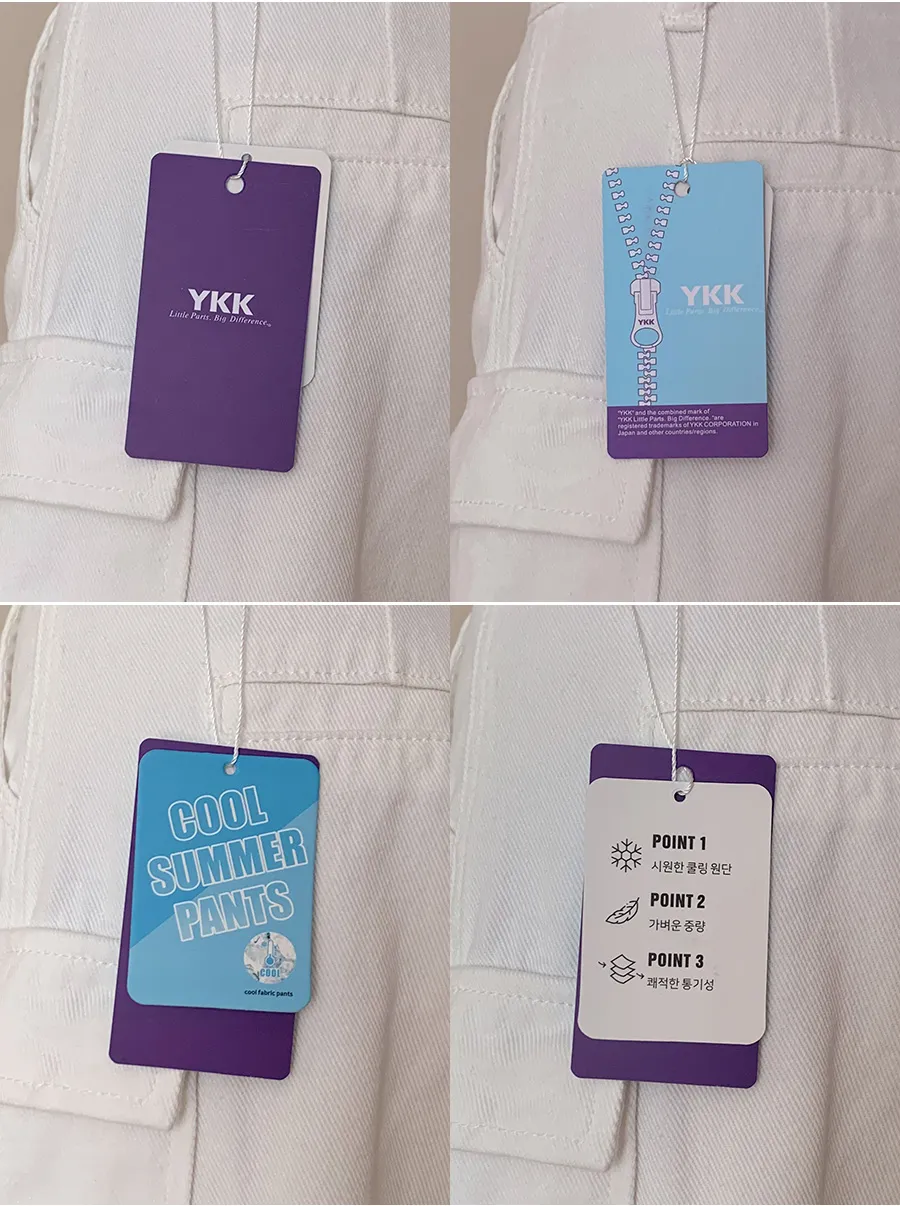 YKK
Little Parts. Big Difference.
YKK
Little Parts. Big Difference.
YKK
"YKK" and the combined mark of
"YKK Little Parts. Big Difference. "are
registered trademarks of YKK CORPORATION in
Japan and other countries/regions.
COOL
SUMMER
PANTS
COOL
cool fabric pants
POINT 1
시원한 쿨링 원단
POINT 2
가벼운 중량
POINT 3
쾌적한 통기성